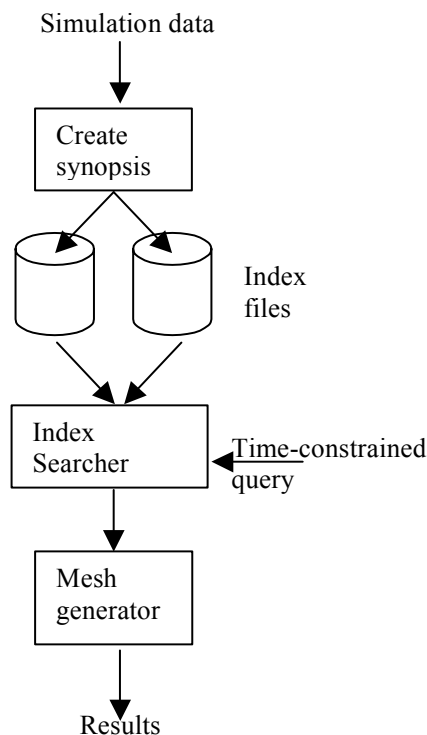 Simulation data
Create
synopsis
Index
files
Index
Searcher
Time-constrained
query
Mesh
generator
Results